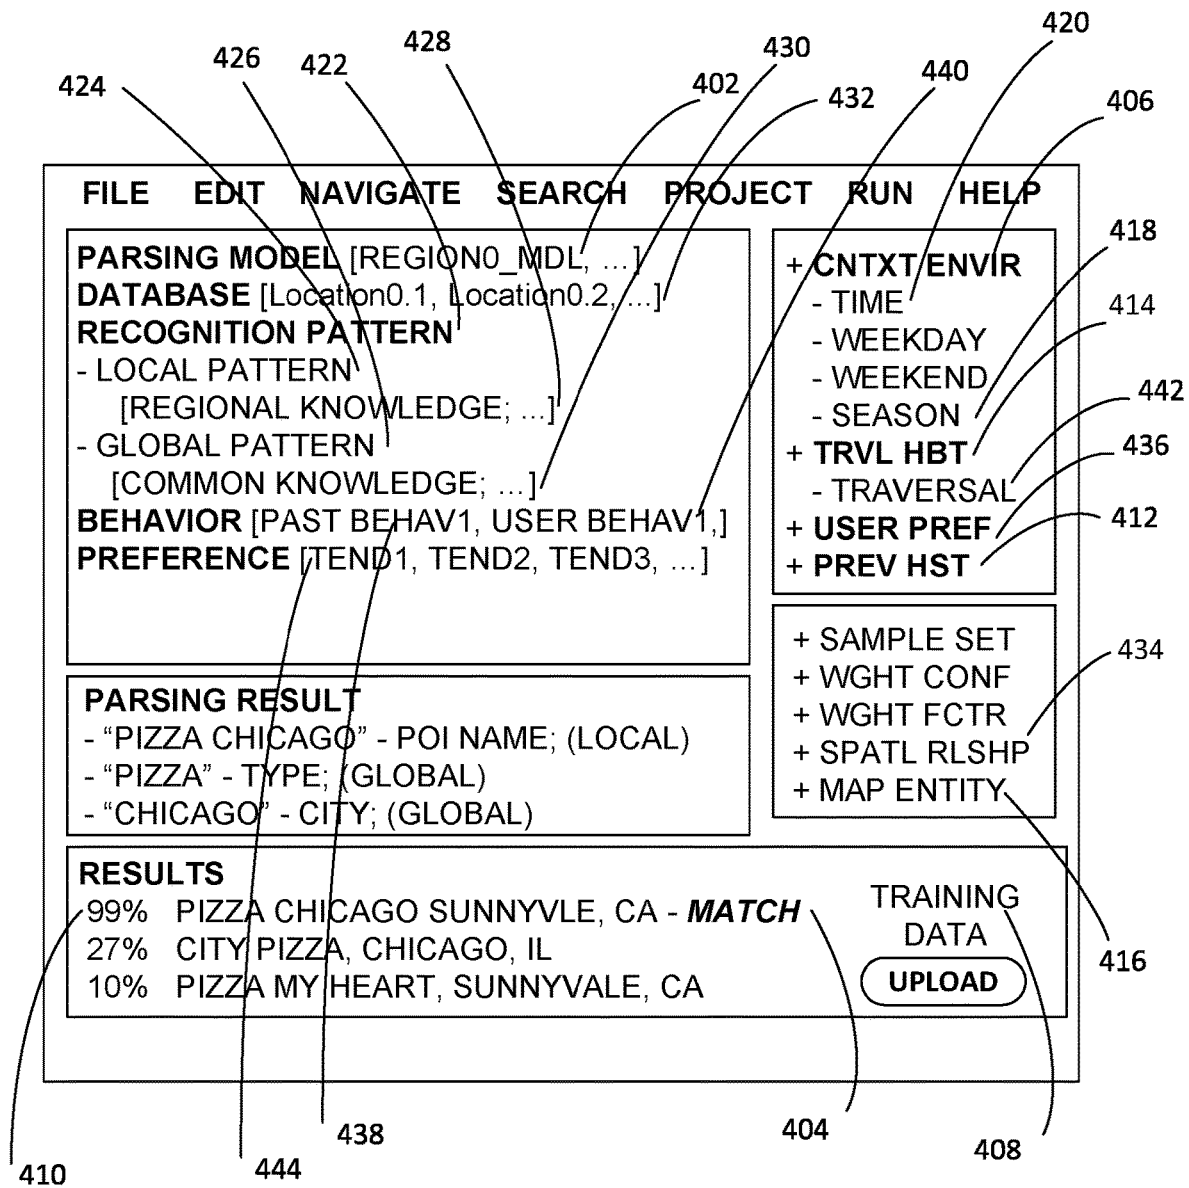 420
428
430
426
422
440
424
402
432
406
FILE EDIT NAVIGATE SEARCH PROJECT RUN HELP
PARSING MODEL [REGION0_MDL, ...]
DATABASE [Location0.1, Location0.2, ...]
RECOGNITION PATTERN
- LOCAL PATTERN
[REGIONAL KNOWLEDGE; ...]
- GLOBAL PATTERN
[COMMON KNOWLEDGE; ...]
BEHAVIOR [PAST BEHAV1, USER BEHAV1,]
PREFERENCE [TEND1, TEND2, TEND3, ...]
+ CNTXT ENVIR
- TIME
- WEEKDAY
- WEEKEND
- SEASON
+ TRVL HBT
- TRAVERSAL
+ USER PREF
+ PREV HST
418
414
442
436
412
PARSING RESULT
- “PIZZA CHICAGO” - POI NAME; (LOCAL)
- “PIZZA” - TYPE; (GLOBAL)
- “CHICAGO” - CITY; (GLOBAL)
+ SAMPLE SET
+ WGHT CONF
+ WGHT FCTR
+ SPATL RLSHP
+ MAP ENTITY
434
RESULTS
99% PIZZA CHICAGO SUNNYVLE, CA - MATCH
27% CITY PIZZA, CHICAGO, IL
10% PIZZA MY HEART, SUNNYVALE, CA
TRAINING
DATA
UPLOAD
416
410
444
438
404
408